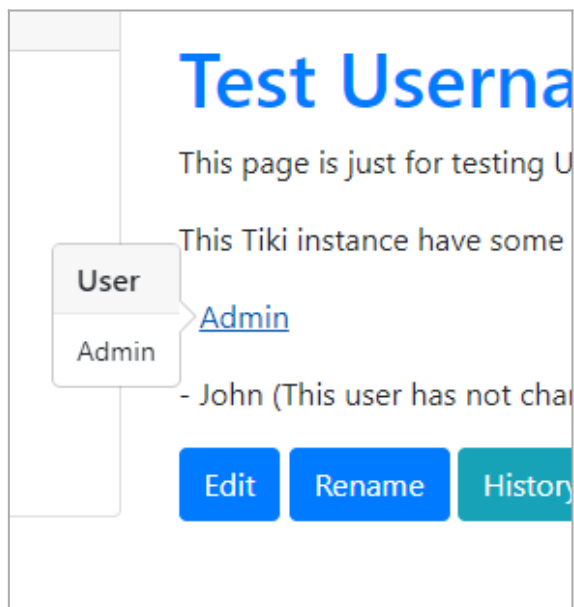 Test Userna
This page is just for testing U
This Tiki instance have some
User
Admin
Admin
- John (This user has not cha
Edit
Rename
History